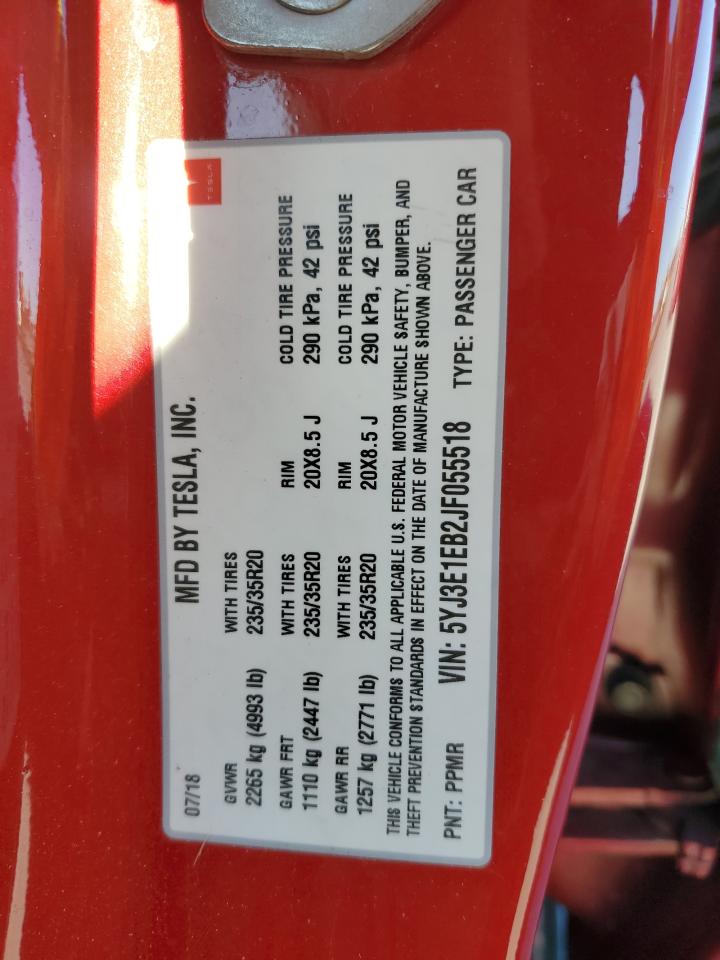 TESLA
07/18 MFD BY TESLA, INC.
GVWR WITH TIRES
2265 kg (4993 lb) 235/35R20
GAWR FRT WITH TIRES RIM COLD TIRE PRESSURE
1110 kg (2447 lb) 235/35R20 20X8.5 J 290 kPa, 42 psi
GAWR RR WITH TIRES RIM COLD TIRE PRESSURE
1257 kg (2771 lb) 235/35R20 20X8.5 J 290 kPa, 42 psi
THIS VEHICLE CONFORMS TO ALL APPLICABLE U.S. FEDERAL MOTOR VEHICLE SAFETY, BUMPER, AND
THEFT PREVENTION STANDARDS IN EFFECT ON THE DATE OF MANUFACTURE SHOWN ABOVE.
PNT: PPMR VIN: 5YJ3E1EB2JF055518 TYPE: PASSENGER CAR